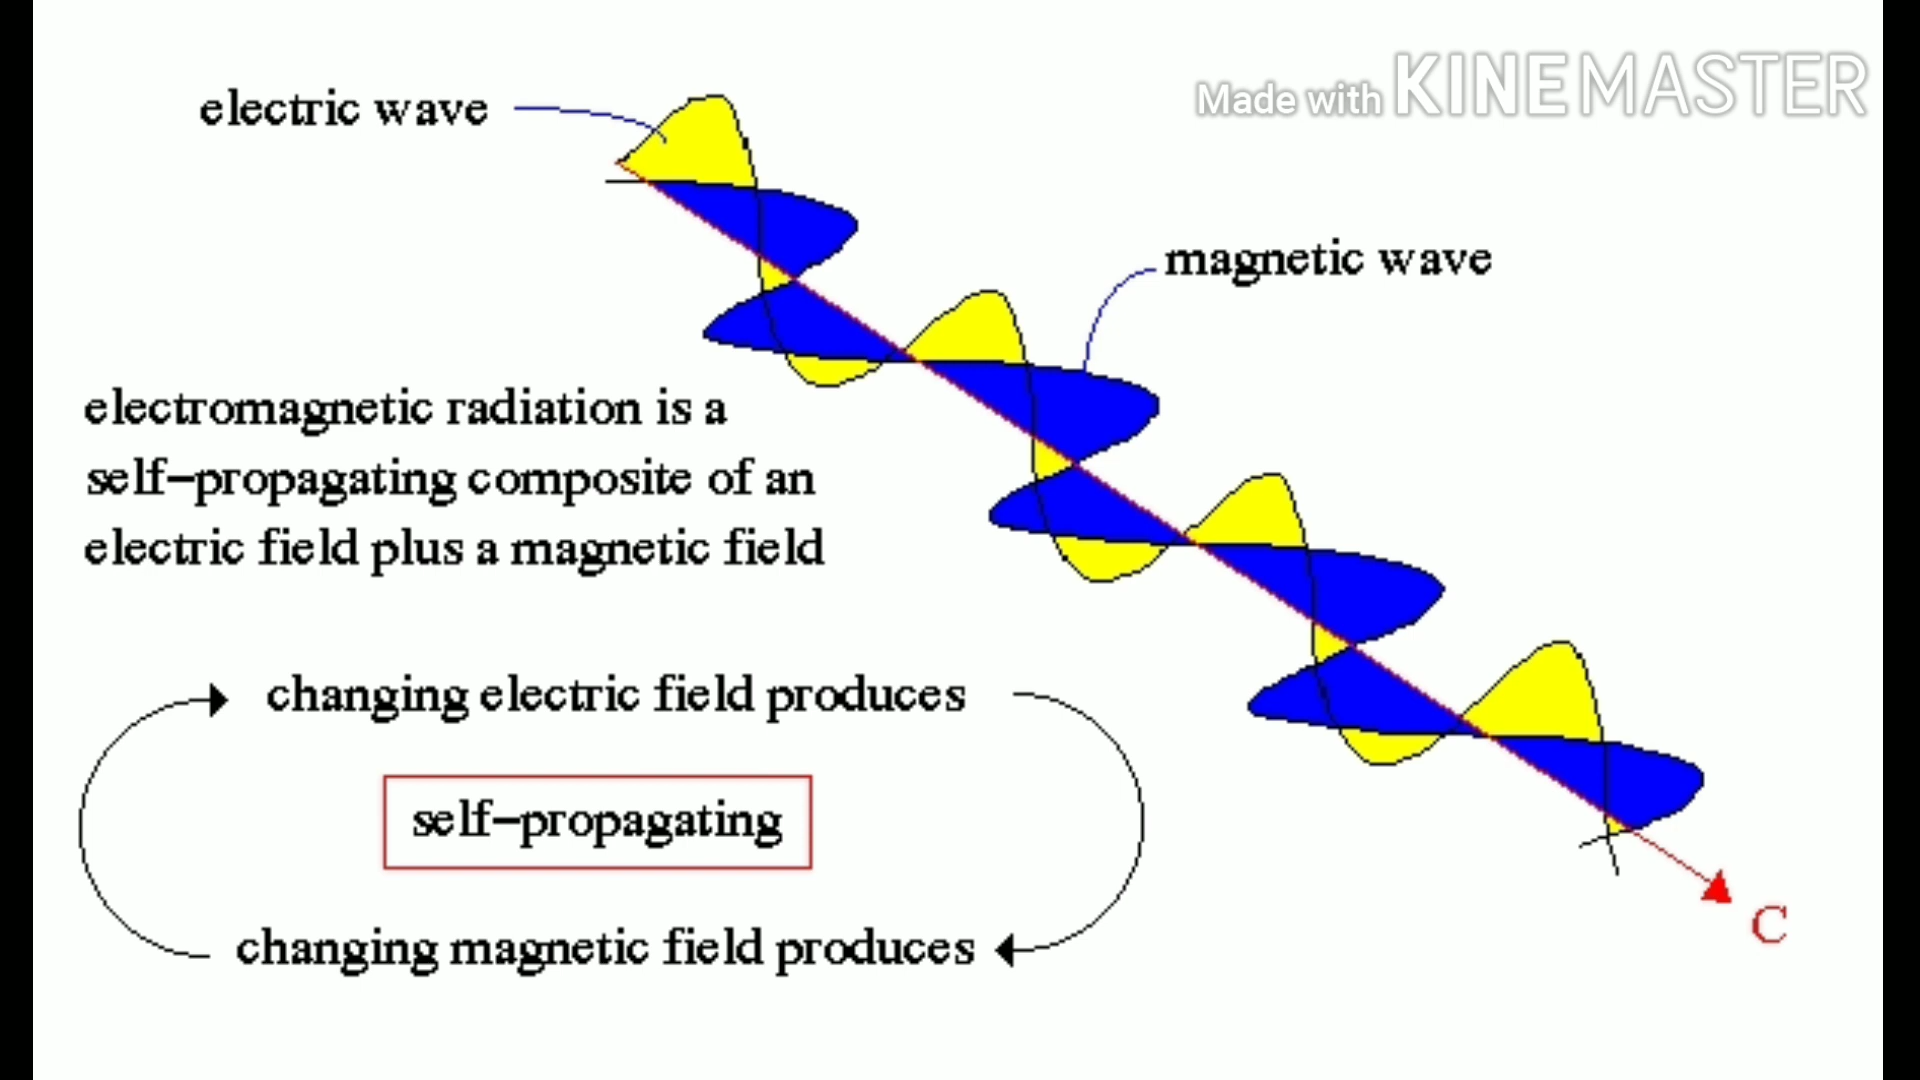 Made with KINEMASTER
electric wave
magnetic wave
electromagnetic radiation is a
self-propagating composite of an
electric field plus a magnetic field
changing electric field produces
self-propagating
changing magnetic field produces
C